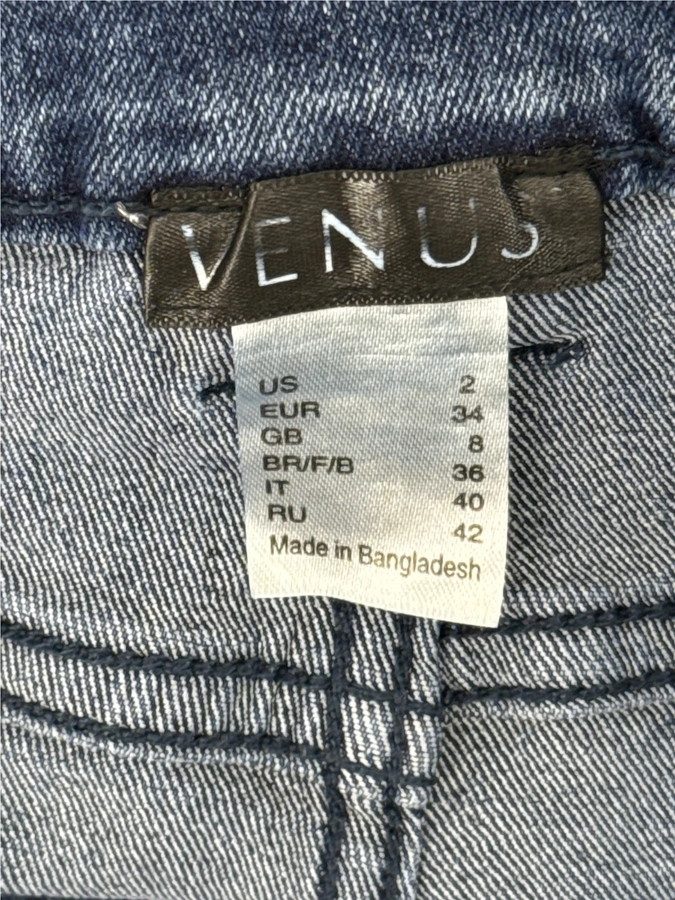 VENUS
US 2
EUR 34
GB 8
BR/F/B 36
IT 40
RU 42
Made in Bangladesh